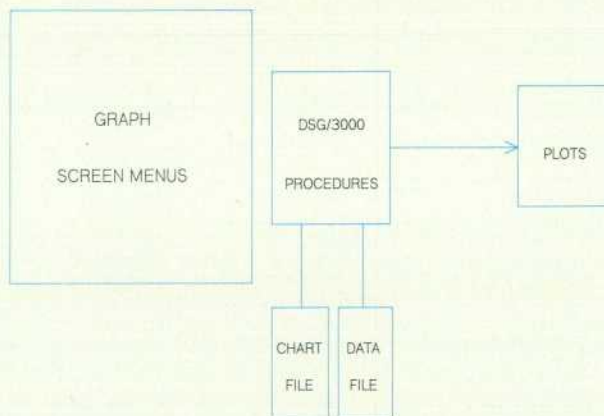 GRAPH
SCREEN MENUS
DSG/3000
PROCEDURES
PLOTS
CHART
FILE
DATA
FILE